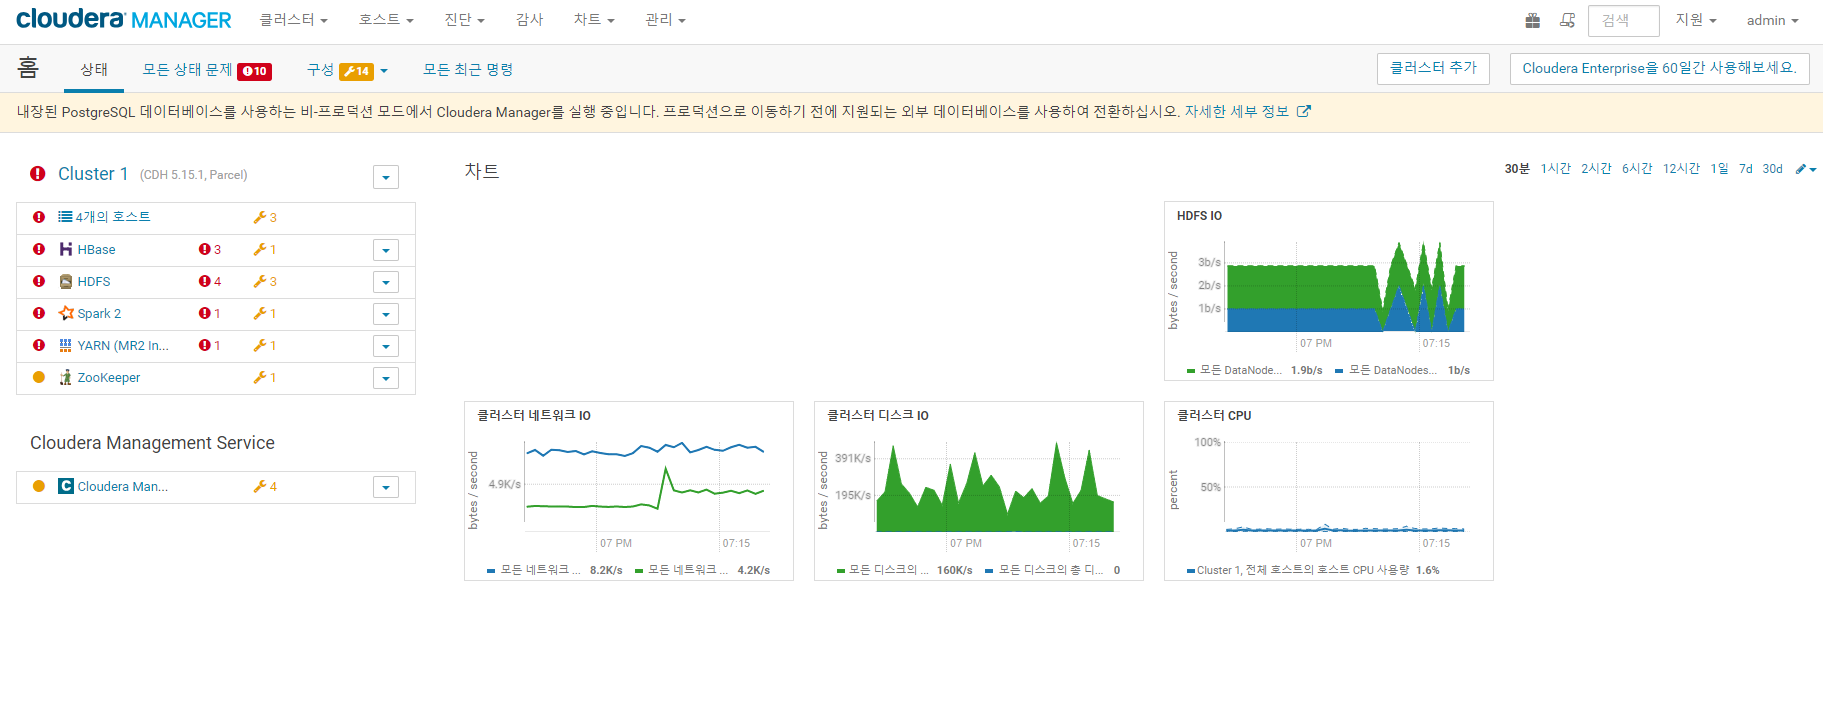 cloudera MANAGER 클러스터 호스트 진단 감사 차트 관리 검색 지원 admin
홈 상태 모든 상태 문제 10 구성 14 모든 최근 명령 클러스터 추가 Cloudera Enterprise을 60일간 사용해보세요.
내장된 PostgreSQL 데이터베이스를 사용하는 비-프로덕션 모드에서 Cloudera Manager를 실행 중입니다. 프로덕션으로 이동하기 전에 지원되는 외부 데이터베이스를 사용하여 전환하십시오. 자세한 세부 정보
Cluster 1 (CDH 5.15.1, Parcel)
4개의 호스트 3
HBase 3 1
HDFS 4 3
Spark 2 1 1
YARN (MR2 In... 1 1
ZooKeeper 1
Cloudera Management Service
Cloudera Man... 4
차트
30분 1시간 2시간 6시간 12시간 1일 7d 30d
HDFS IO
bytes / second
3b/s
2b/s
1b/s
07 PM 07:15
모든 DataNode... 1.9b/s 모든 DataNodes... 1b/s
클러스터 네트워크 IO
bytes / second
4.9K/s
07 PM 07:15
모든 네트워크 ... 8.2K/s 모든 네트워크 ... 4.2K/s
클러스터 디스크 IO
bytes / second
391K/s
195K/s
07 PM 07:15
모든 디스크의 ... 160K/s 모든 디스크의 총 디... 0
클러스터 CPU
percent
100%
50%
07 PM 07:15
Cluster 1, 전체 호스트의 호스트 CPU 사용량 1.6%